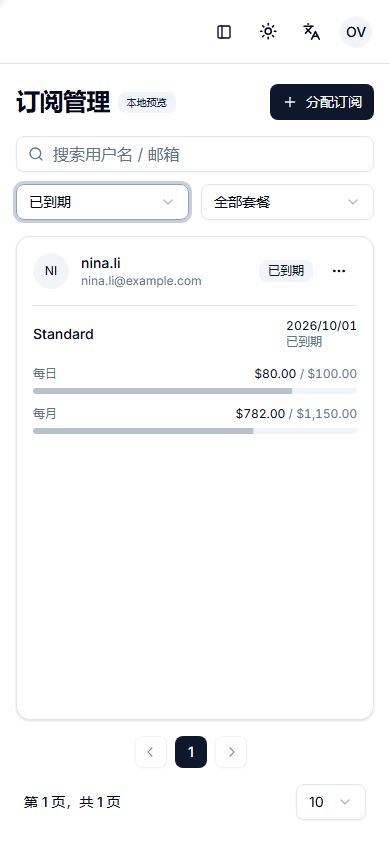 OV
订阅管理 本地预览 分配订阅
搜索用户名 / 邮箱
已到期 全部套餐
NI nina.li 已到期
nina.li@example.com
Standard 2026/10/01
已到期
每日 $80.00 / $100.00
每月 $782.00 / $1,150.00
1
第 1 页，共 1 页 10